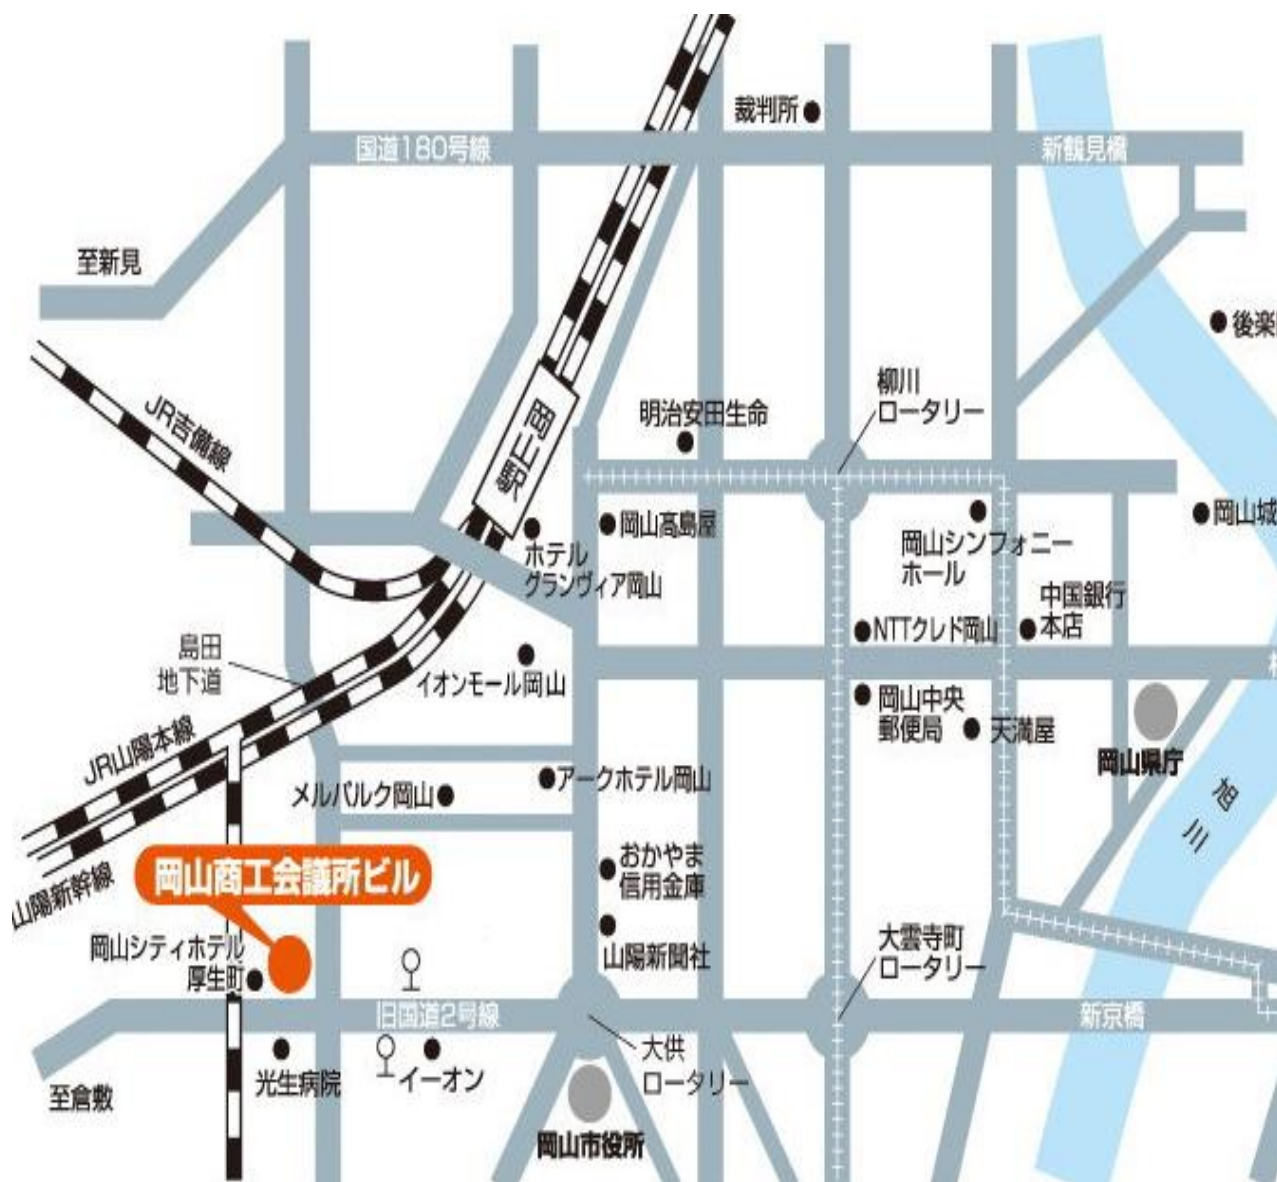 裁判所
国道180号線
新鶴見橋
至新見
後楽
JR吉備線
岡山駅
柳川
ロータリー
明治安田生命
岡山髙島屋
岡山城
ホテル
グランヴィア岡山
岡山シンフォニー
ホール
中国銀行
本店
NTTクレド岡山
島田
地下道
イオンモール岡山
岡山中央
郵便局
天満屋
岡山県庁
JR山陽本線
アークホテル岡山
メルパルク岡山
旭川
おかやま
信用金庫
岡山商工会議所ビル
山陽新幹線
岡山シティホテル
厚生町
山陽新聞社
大雲寺町
ロータリー
旧国道2号線
新京橋
大供
ロータリー
光生病院
イーオン
至倉敷
岡山市役所